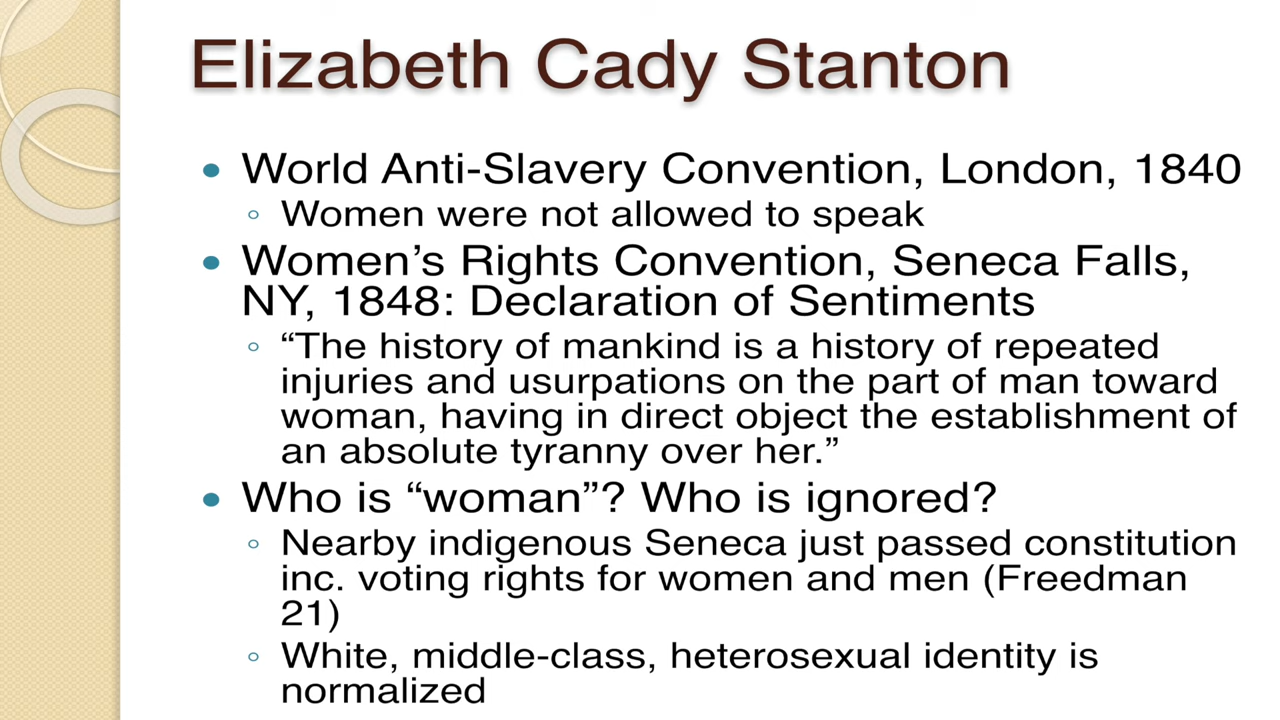 Elizabeth Cady Stanton
• World Anti-Slavery Convention, London, 1840
◦ Women were not allowed to speak
• Women’s Rights Convention, Seneca Falls,
NY, 1848: Declaration of Sentiments
◦ “The history of mankind is a history of repeated
injuries and usurpations on the part of man toward
woman, having in direct object the establishment of
an absolute tyranny over her.”
• Who is “woman”? Who is ignored?
◦ Nearby indigenous Seneca just passed constitution
inc. voting rights for women and men (Freedman
21)
◦ White, middle-class, heterosexual identity is
normalized